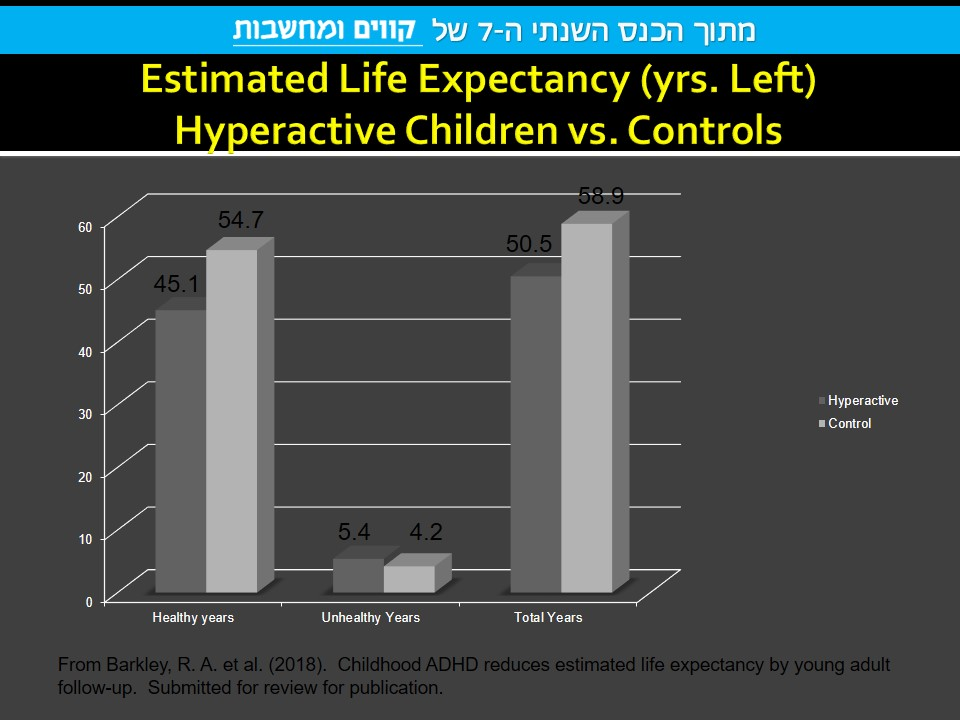 מתוך הכנס השנתי ה-7 של קווים ומחשבות
Estimated Life Expectancy (yrs. Left)
Hyperactive Children vs. Controls
58.9
54.7
50.5
45.1
5.4
4.2
60
50
40
30
20
10
0
Healthy years
Unhealthy Years
Total Years
Hyperactive
Control
From Barkley, R. A. et al. (2018). Childhood ADHD reduces estimated life expectancy by young adult
follow-up. Submitted for review for publication.